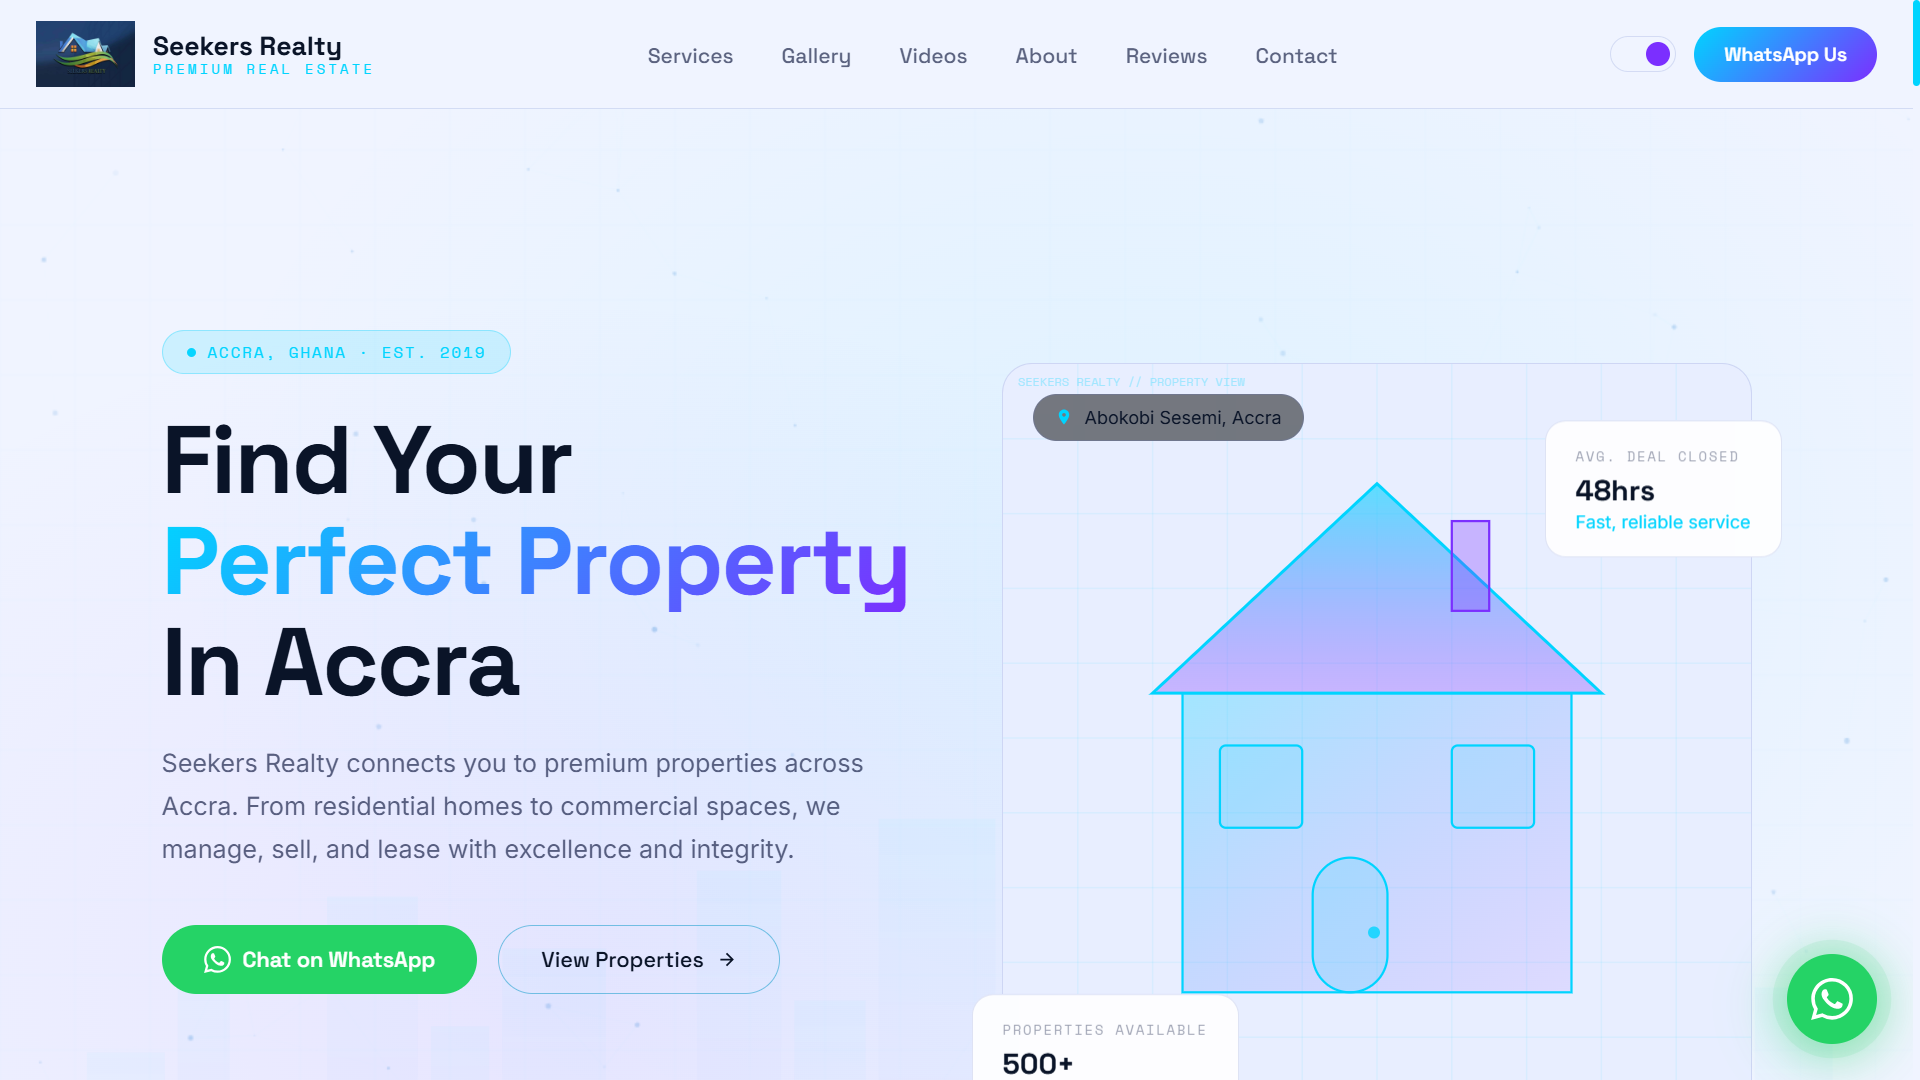 Seekers Realty
PREMIUM REAL ESTATE
Services
Gallery
Videos
About
Reviews
Contact
WhatsApp Us
ACCRA, GHANA · EST. 2019
Find Your
Perfect Property
In Accra
Seekers Realty connects you to premium properties across
Accra. From residential homes to commercial spaces, we
manage, sell, and lease with excellence and integrity.
Chat on WhatsApp
View Properties →
SEEKERS REALTY // PROPERTY VIEW
Abokobi Sesemi, Accra
AVG. DEAL CLOSED
48hrs
Fast, reliable service
PROPERTIES AVAILABLE
500+